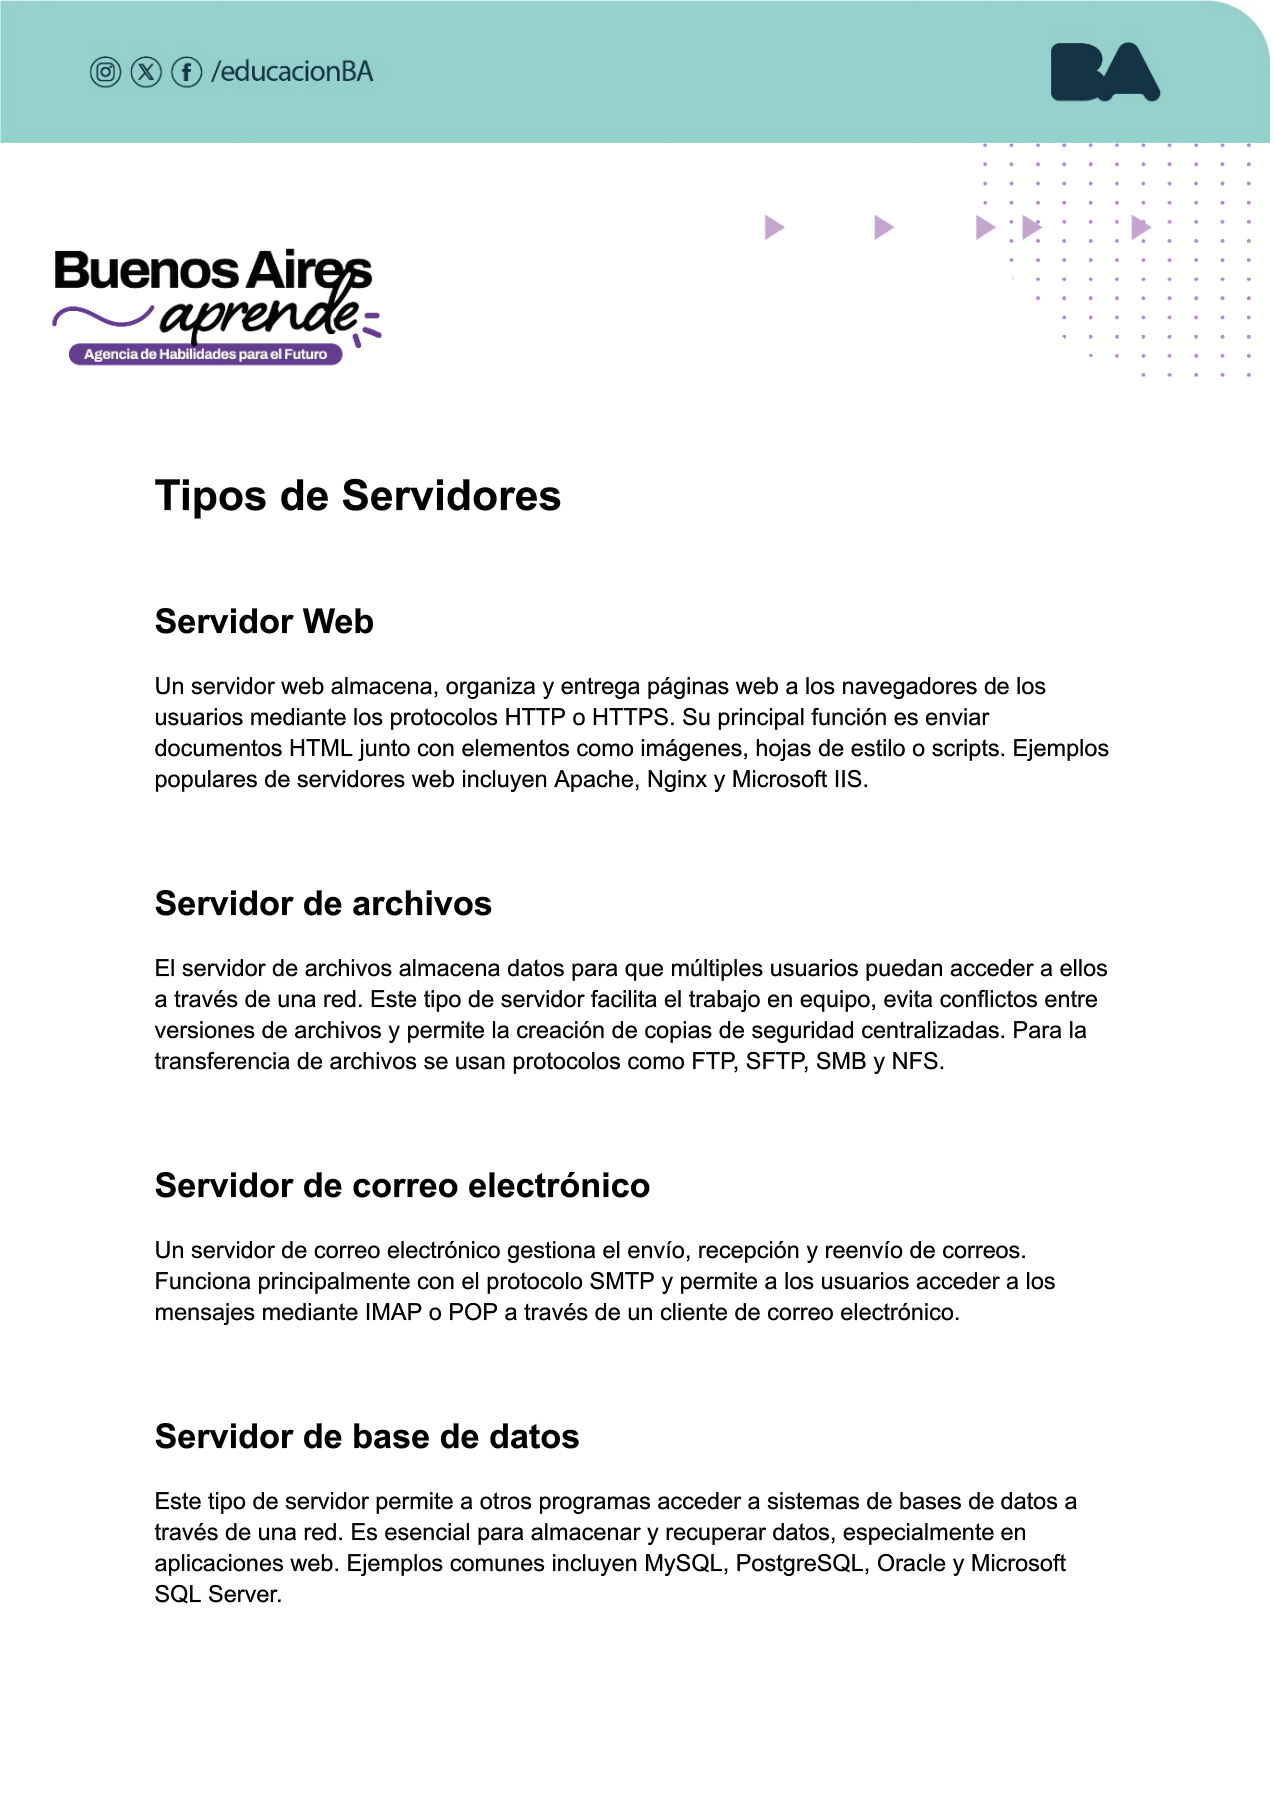 /educacionBA
BA
Buenos Aires
aprende
Agencia de Habilidades para el Futuro
Tipos de Servidores
Servidor Web
Un servidor web almacena, organiza y entrega páginas web a los navegadores de los
usuarios mediante los protocolos HTTP o HTTPS. Su principal función es enviar
documentos HTML junto con elementos como imágenes, hojas de estilo o scripts. Ejemplos
populares de servidores web incluyen Apache, Nginx y Microsoft IIS.
Servidor de archivos
El servidor de archivos almacena datos para que múltiples usuarios puedan acceder a ellos
a través de una red. Este tipo de servidor facilita el trabajo en equipo, evita conflictos entre
versiones de archivos y permite la creación de copias de seguridad centralizadas. Para la
transferencia de archivos se usan protocolos como FTP, SFTP, SMB y NFS.
Servidor de correo electrónico
Un servidor de correo electrónico gestiona el envío, recepción y reenvío de correos.
Funciona principalmente con el protocolo SMTP y permite a los usuarios acceder a los
mensajes mediante IMAP o POP a través de un cliente de correo electrónico.
Servidor de base de datos
Este tipo de servidor permite a otros programas acceder a sistemas de bases de datos a
través de una red. Es esencial para almacenar y recuperar datos, especialmente en
aplicaciones web. Ejemplos comunes incluyen MySQL, PostgreSQL, Oracle y Microsoft
SQL Server.